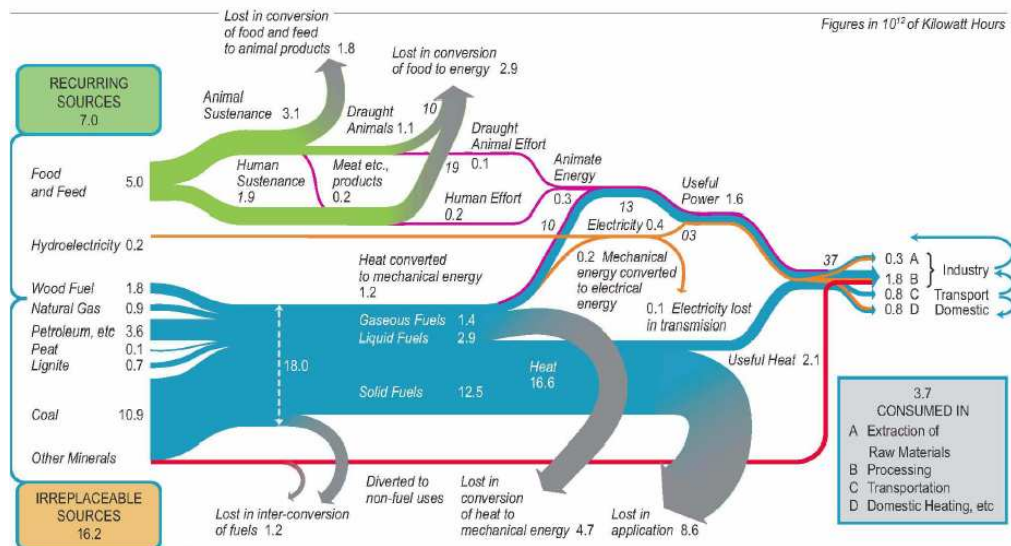 Figures in 10¹² of Kilowatt Hours
Lost in conversion
of food and feed
to animal products 1.8
Lost in conversion
of food to energy 2.9
RECURRING
SOURCES
7.0
Animal
Sustenance 3.1
Draught
Animals 1.1
10
Draught
Animal Effort
0.1
19
Food
and Feed
5.0
Human
Sustenance
1.9
Meat etc.,
products
0.2
Human Effort
0.2
Animate
Energy
0.3
Useful
Power 1.6
13
Hydroelectricity 0.2
10
Electricity 0.4
03
37
Heat converted
to mechanical energy
1.2
0.2 Mechanical
energy converted
to electrical
energy
0.3 A
1.8 B
Industry
0.8 C Transport
0.8 D Domestic
Wood Fuel 1.8
Natural Gas 0.9
Petroleum, etc 3.6
Peat 0.1
Lignite 0.7
18.0
Gaseous Fuels 1.4
Liquid Fuels 2.9
0.1 Electricity lost
in transmision
Heat
16.6
Useful Heat 2.1
Solid Fuels 12.5
Coal 10.9
Other Minerals
3.7
CONSUMED IN
A Extraction of
Raw Materials
B Processing
C Transportation
D Domestic Heating, etc
IRREPLACEABLE
SOURCES
16.2
Lost in inter-conversion
of fuels 1.2
Diverted to
non-fuel uses
Lost in
conversion
of heat to
mechanical energy 4.7
Lost in
application 8.6